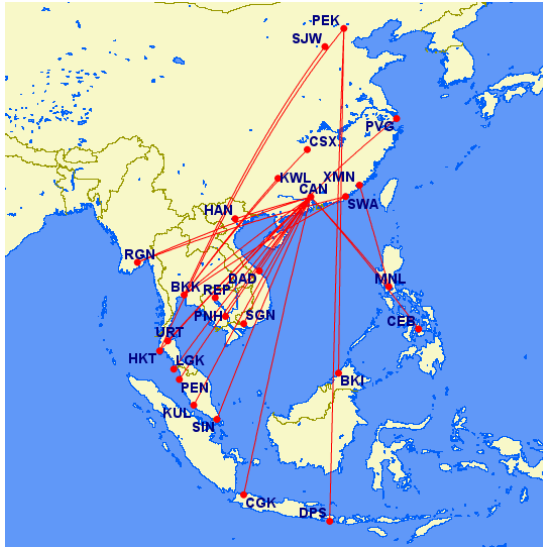 PEK
SJW
PVG
CSX
KWL
XMN
CAN
SWA
HAN
RGN
DAD
BKK
REP
MNL
PNH
SGN
CEB
URT
HKT
LGK
BKI
PEN
KUL
SIN
CGK
DPS